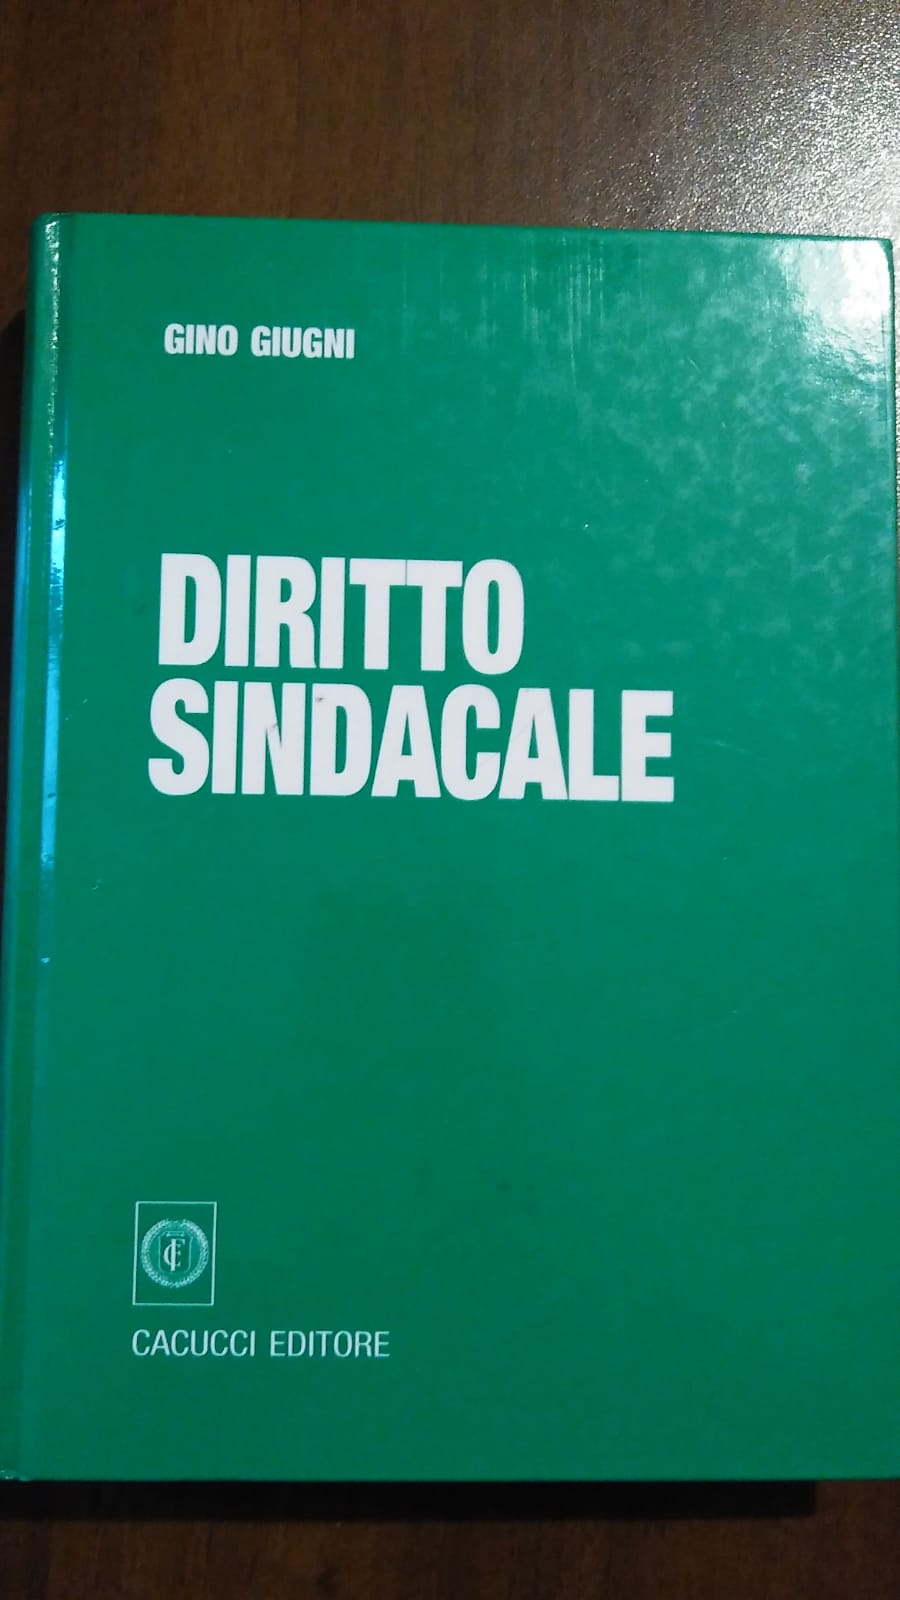 GINO GIUGNI
DIRITTO
SINDACALE
CACUCCI EDITORE